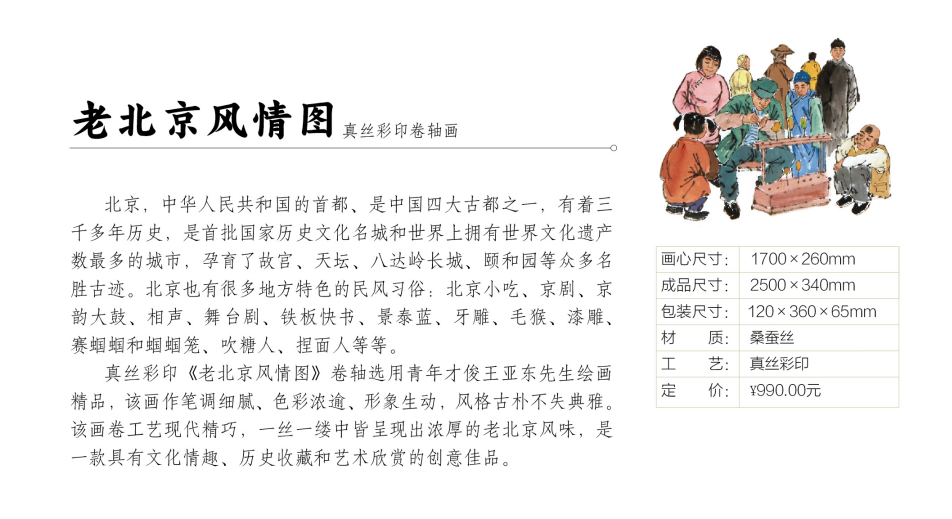 老北京风情图 真丝彩印卷轴画
北京，中华人民共和国的首都、是中国四大古都之一，有着三
千多年历史，是首批国家历史文化名城和世界上拥有世界文化遗产
数最多的城市，孕育了故宫、天坛、八达岭长城、颐和园等众多名
胜古迹。北京也有很多地方特色的民风习俗：北京小吃、京剧、京
韵大鼓、相声、舞台剧、铁板快书、景泰蓝、牙雕、毛猴、漆雕、
赛蝈蝈和蝈蝈笼、吹糖人、捏面人等等。
真丝彩印《老北京风情图》卷轴选用青年才俊王亚东先生绘画
精品，该画作笔调细腻、色彩浓逾、形象生动，风格古朴不失典雅。
该画卷工艺现代精巧，一丝一缕中皆呈现出浓厚的老北京风味，是
一款具有文化情趣、历史收藏和艺术欣赏的创意佳品。
画心尺寸： 1700×260mm
成品尺寸： 2500×340mm
包装尺寸： 120×360×65mm
材 质： 桑蚕丝
工 艺： 真丝彩印
定 价： ¥990.00元